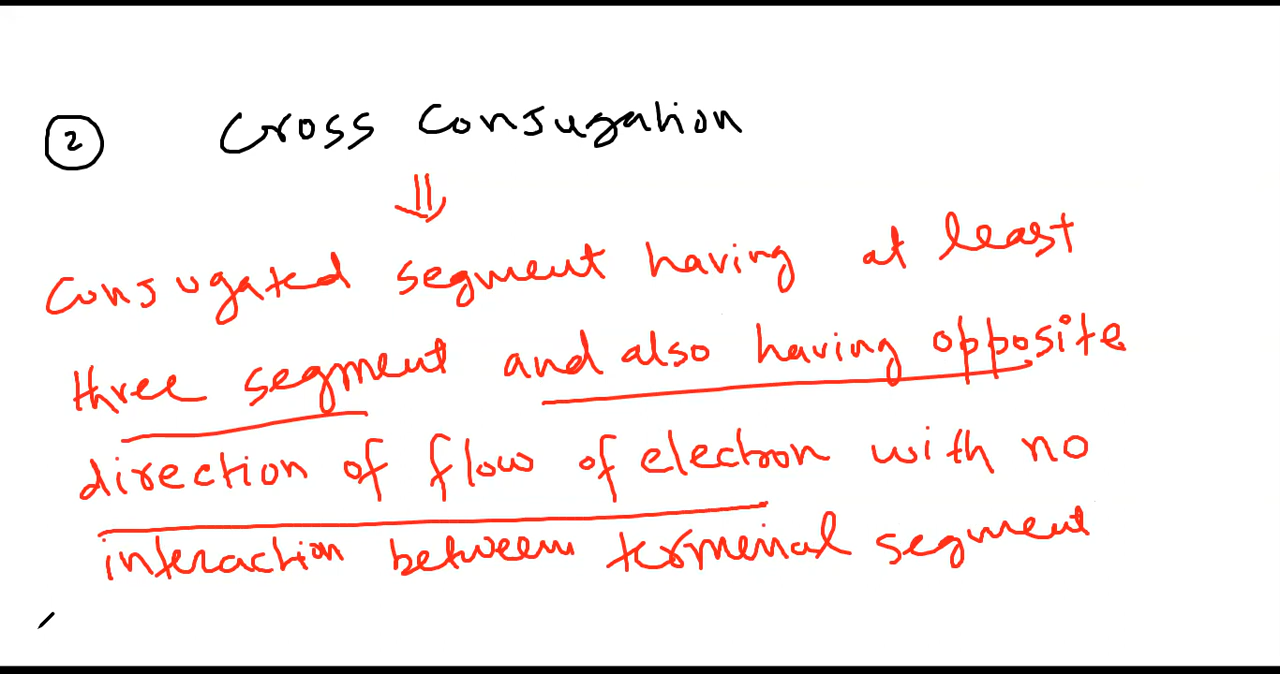 2 Cross Conjugation
⇓
Conjugated segment having at least
three segment and also having opposite
direction of flow of electron with no
interaction between termenial segment